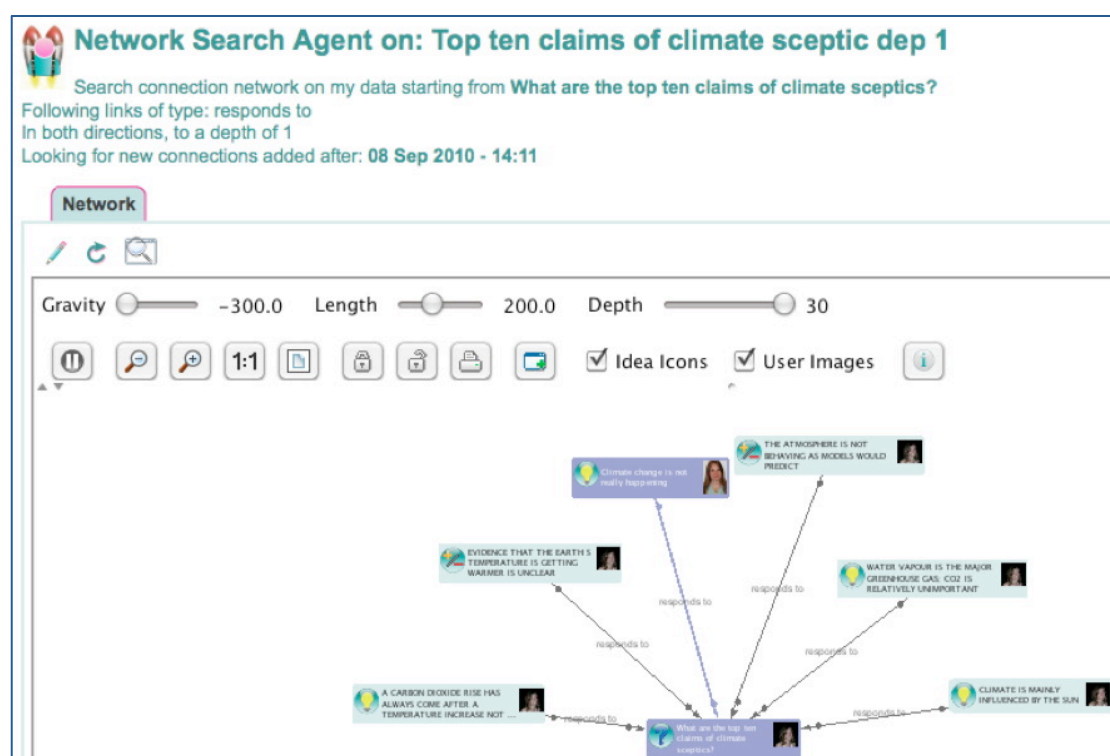 Network Search Agent on: Top ten claims of climate sceptic dep 1
Search connection network on my data starting from What are the top ten claims of climate sceptics?
Following links of type: responds to
In both directions, to a depth of 1
Looking for new connections added after: 08 Sep 2010 - 14:11
Network
Gravity -300.0 Length 200.0 Depth 30
1:1 Idea Icons User Images
THE ATMOSPHERE IS NOT
BEHAVING AS MODELS WOULD
PREDICT
Climate change is not
really happening
EVIDENCE THAT THE EARTH S
TEMPERATURE IS GETTING
WARMER IS UNCLEAR
WATER VAPOUR IS THE MAJOR
GREENHOUSE GAS; CO2 IS
RELATIVELY UNIMPORTANT
responds to
responds to
responds to
responds to
A CARBON DIOXIDE RISE HAS
ALWAYS COME AFTER A
TEMPERATURE INCREASE NOT ...
CLIMATE IS MAINLY
INFLUENCED BY THE SUN
responds to
responds to
What are the top ten
claims of climate
sceptics?